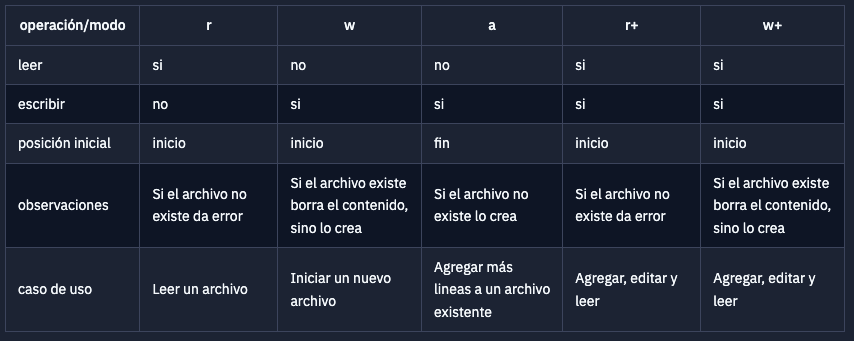 operación/modo r w a r+ w+
leer si no no si si
escribir no si si si si
posición inicial inicio inicio fin inicio inicio
observaciones
Si el archivo no
existe da error
Si el archivo existe
borra el contenido,
sino lo crea
Si el archivo no
existe lo crea
Si el archivo no
existe da error
Si el archivo existe
borra el contenido,
sino lo crea
caso de uso
Leer un archivo
Iniciar un nuevo
archivo
Agregar más
lineas a un archivo
existente
Agregar, editar y
leer
Agregar, editar y
leer